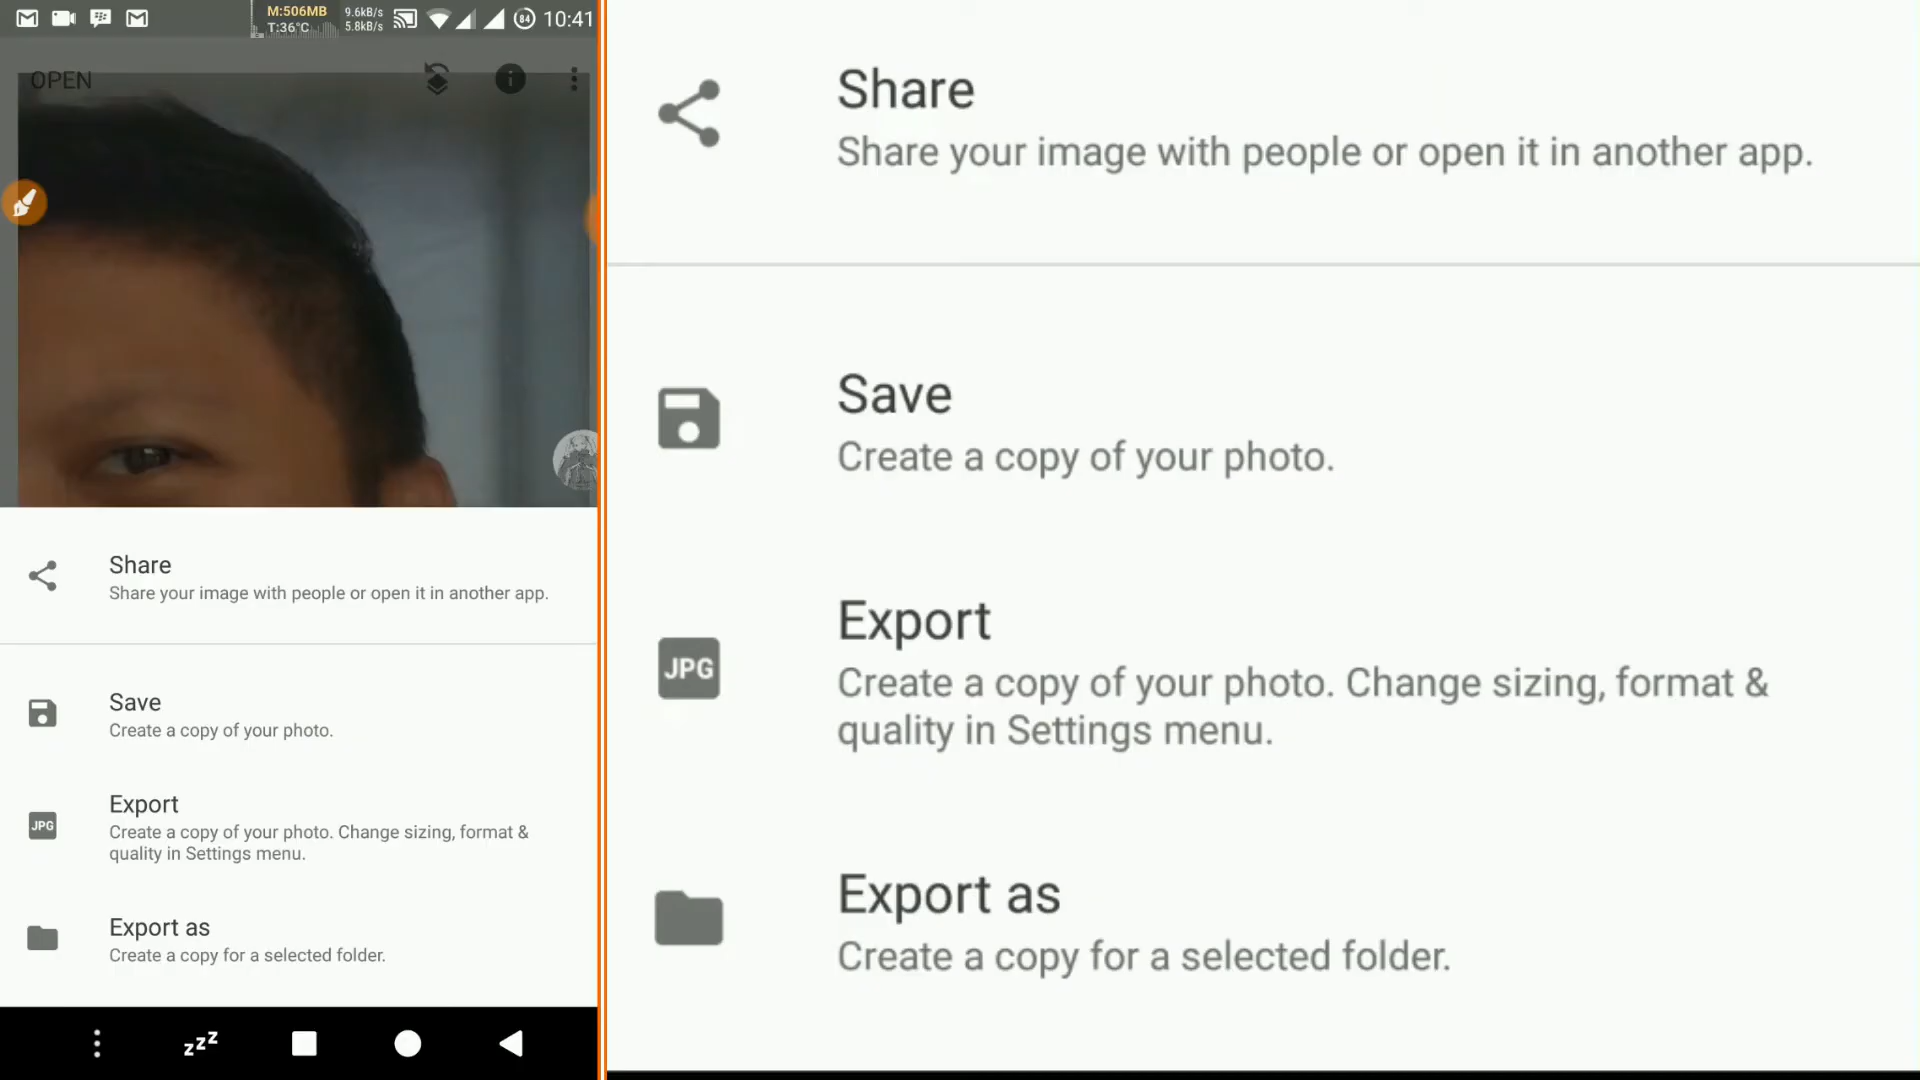 M:506MB
T:36°C
9.6kB/s
5.8kB/s
84
10:41
OPEN
Share
Share your image with people or open it in another app.
Save
Create a copy of your photo.
JPG
Export
Create a copy of your photo. Change sizing, format &
quality in Settings menu.
Export as
Create a copy for a selected folder.
zzz
Share
Share your image with people or open it in another app.
Save
Create a copy of your photo.
JPG
Export
Create a copy of your photo. Change sizing, format &
quality in Settings menu.
Export as
Create a copy for a selected folder.